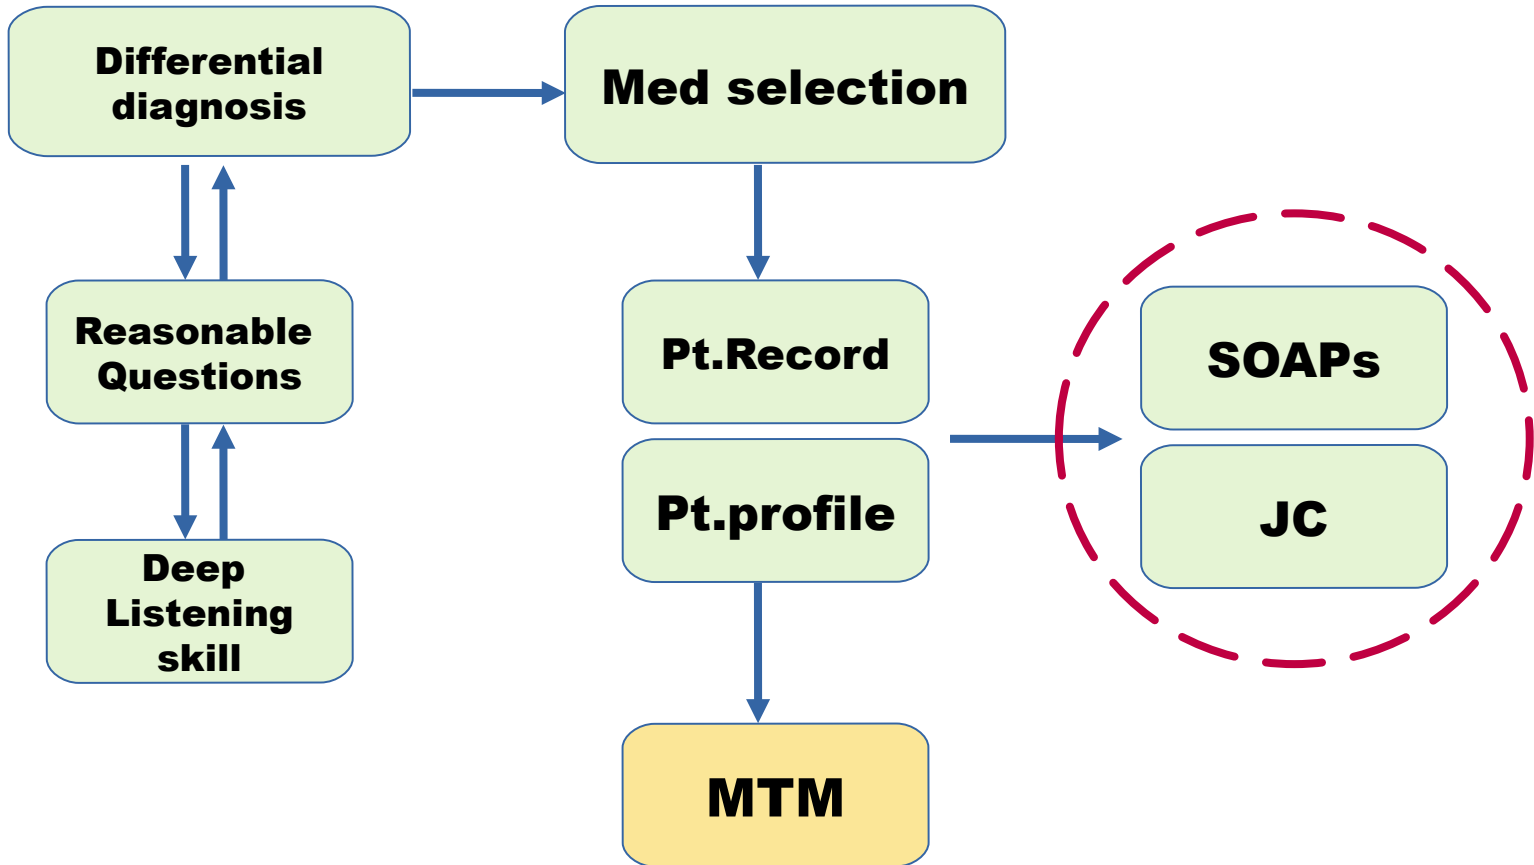 Differential
diagnosis
Med selection
Reasonable
Questions
Pt.Record
SOAPs
Pt.profile
JC
Deep
Listening
skill
MTM